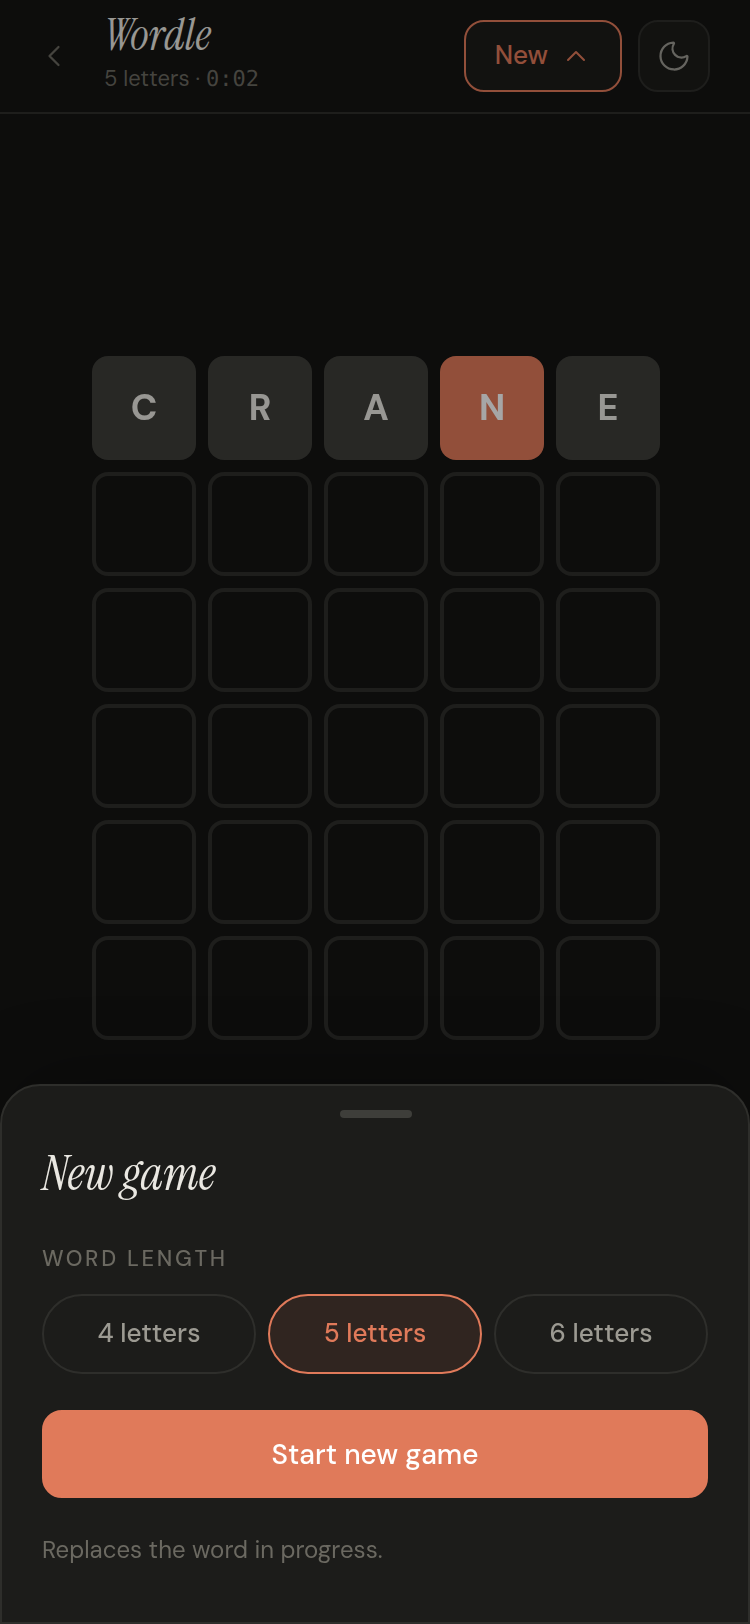 Wordle
5 letters · 0:02
New
C R A N E
New game
WORD LENGTH
4 letters 5 letters 6 letters
Start new game
Replaces the word in progress.